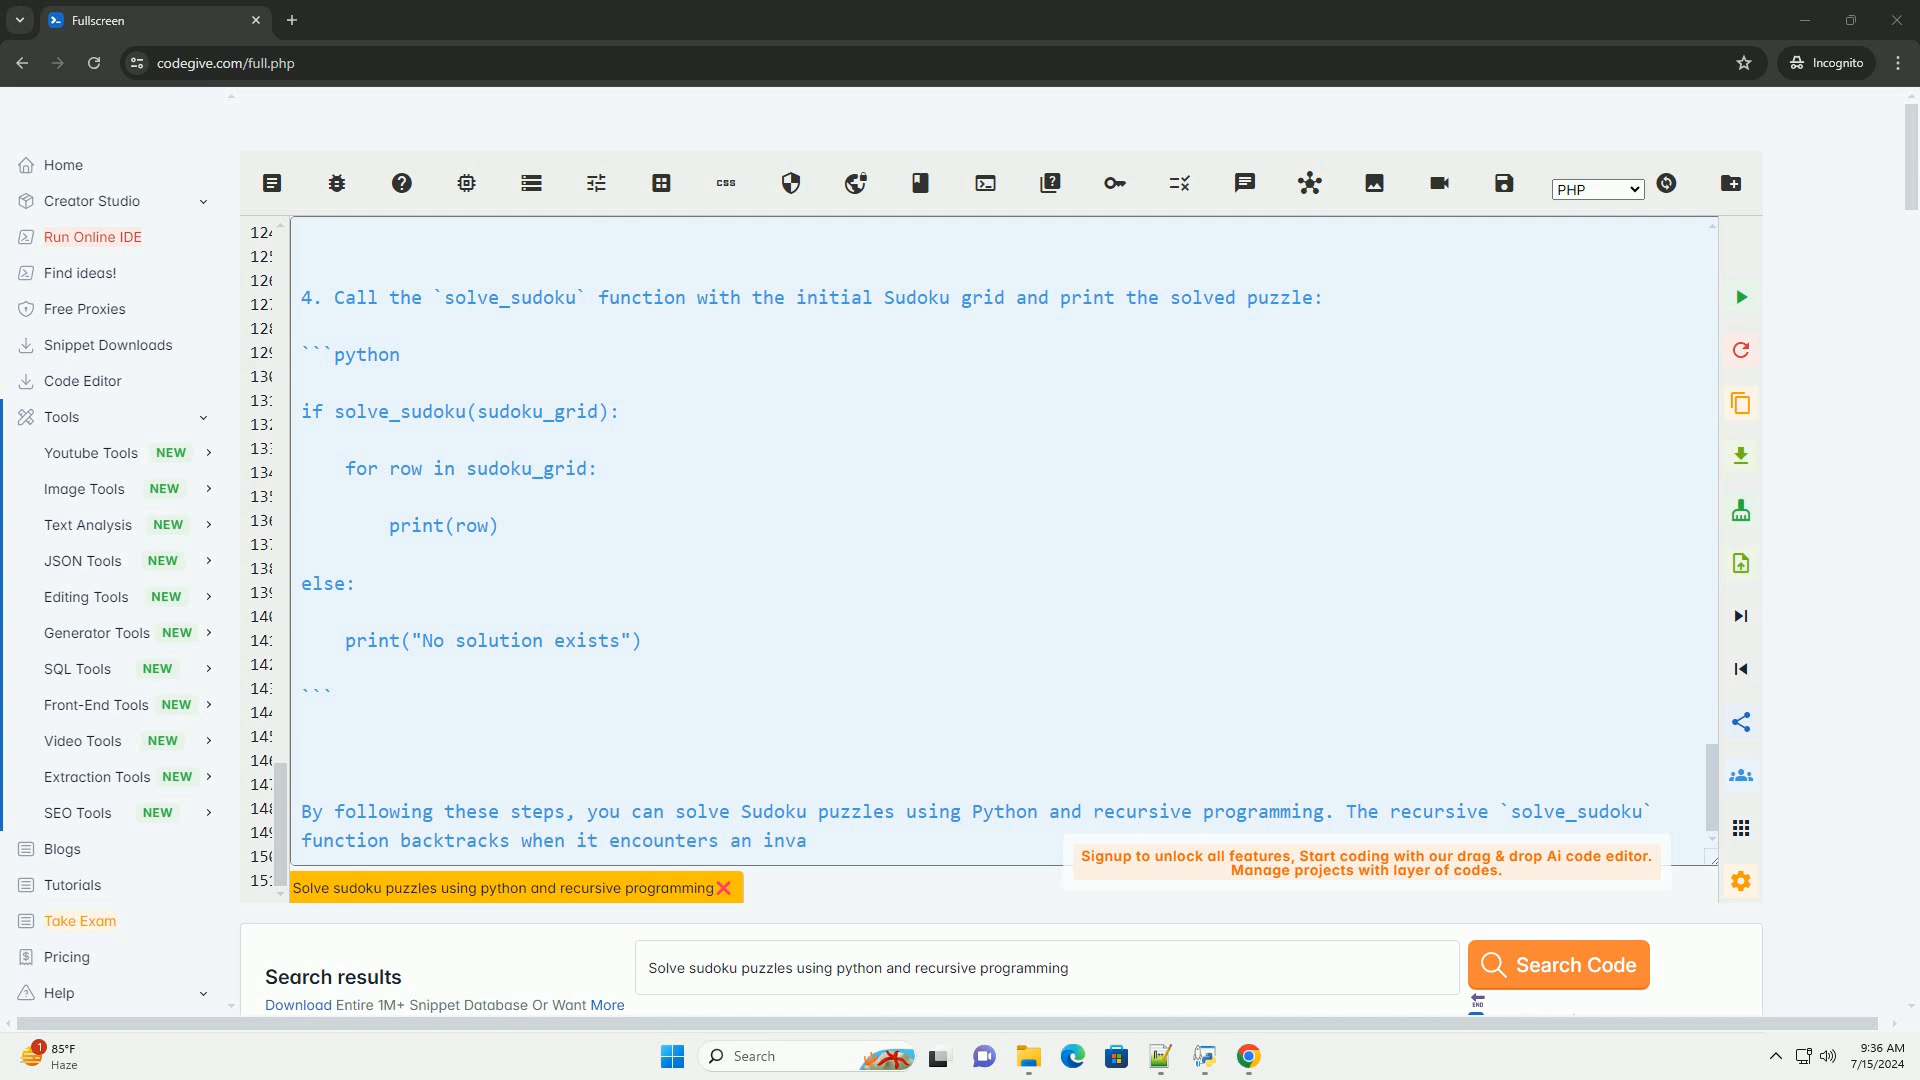 Fullscreen
codegive.com/full.php
Incognito
Home
Creator Studio
Run Online IDE
Find ideas!
Free Proxies
Snippet Downloads
Code Editor
Tools
Youtube Tools NEW
Image Tools NEW
Text Analysis NEW
JSON Tools NEW
Editing Tools NEW
Generator Tools NEW
SQL Tools NEW
Front-End Tools NEW
Video Tools NEW
Extraction Tools NEW
SEO Tools NEW
Blogs
Tutorials
Take Exam
Pricing
Help
css
PHP
4. Call the `solve_sudoku` function with the initial Sudoku grid and print the solved puzzle:
```python
if solve_sudoku(sudoku_grid):
for row in sudoku_grid:
print(row)
else:
print("No solution exists")
```
By following these steps, you can solve Sudoku puzzles using Python and recursive programming. The recursive `solve_sudoku`
function backtracks when it encounters an inva
Signup to unlock all features, Start coding with our drag & drop Ai code editor.
Manage projects with layer of codes.
Solve sudoku puzzles using python and recursive programming
Search results
Download Entire 1M+ Snippet Database Or Want More
Solve sudoku puzzles using python and recursive programming
Search Code
END
1
85°F
Haze
Search
9:36 AM
7/15/2024